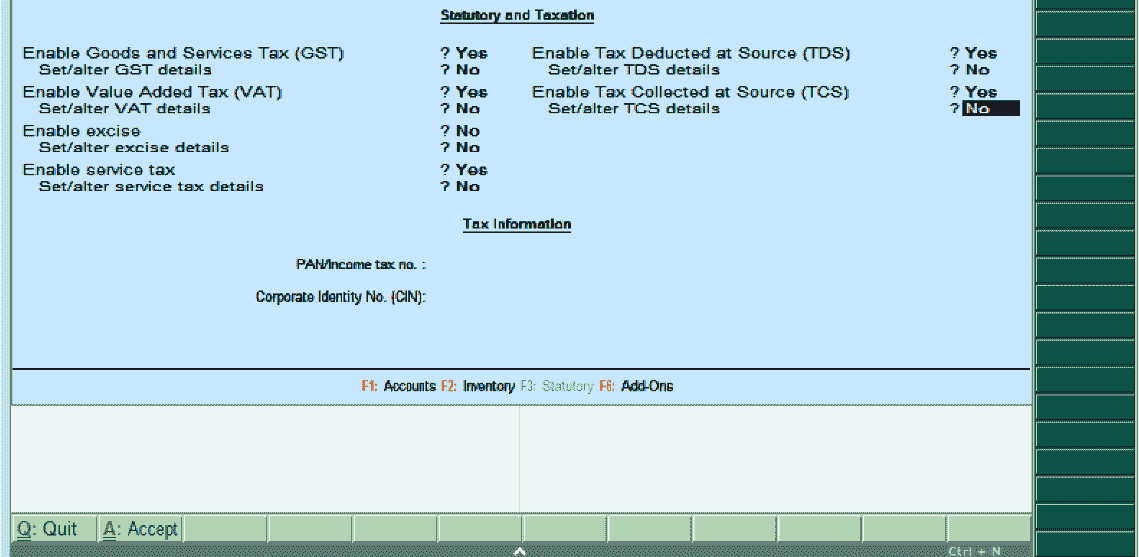 Statutory and Taxation
Enable Goods and Services Tax (GST) ? Yes Enable Tax Deducted at Source (TDS) ? Yes
Set/alter GST details ? No Set/alter TDS details ? No
Enable Value Added Tax (VAT) ? Yes Enable Tax Collected at Source (TCS) ? Yes
Set/alter VAT details ? No Set/alter TCS details ? No
Enable excise ? No
Set/alter excise details ? No
Enable service tax ? Yes
Set/alter service tax details ? No
Tax Information
PAN/Income tax no. :
Corporate Identity No. (CIN):
F1: Accounts F2: Inventory F3: Statutory F6: Add-Ons
Q: Quit A: Accept
Ctrl + N